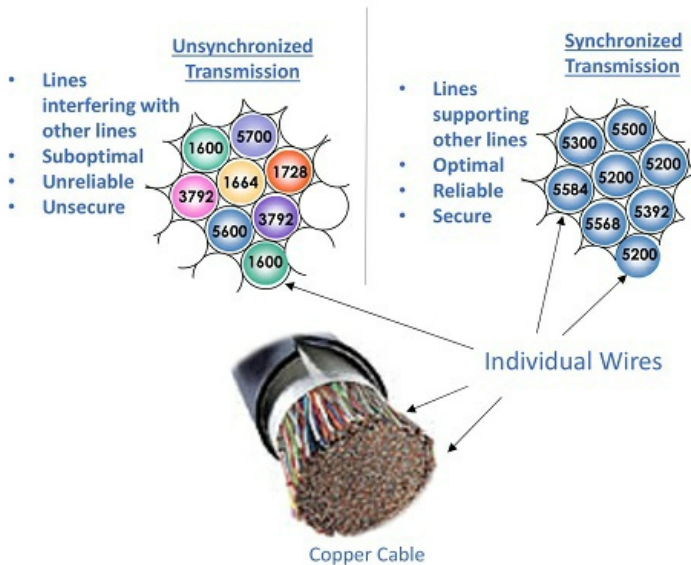 Unsynchronized
Transmission
• Lines
interfering with
other lines
• Suboptimal
• Unreliable
• Unsecure
1600
5700
3792
1664
1728
5600
3792
1600
Synchronized
Transmission
• Lines
supporting
other lines
• Optimal
• Reliable
• Secure
5300
5500
5584
5200
5200
5568
5392
5200
Individual Wires
Copper Cable